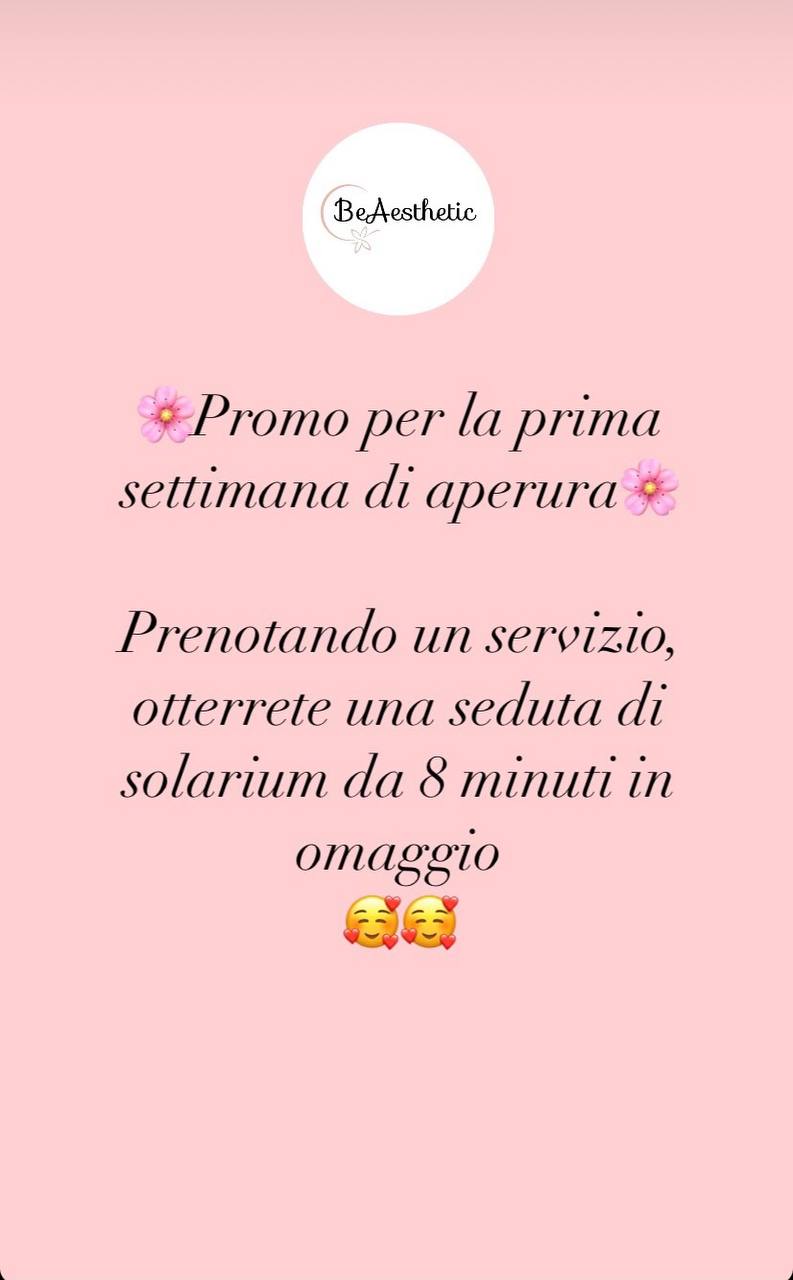 BeAesthetic
🌸Promo per la prima
settimana di aperura🌸
Prenotando un servizio,
otterrete una seduta di
solarium da 8 minuti in
omaggio
🥰🥰